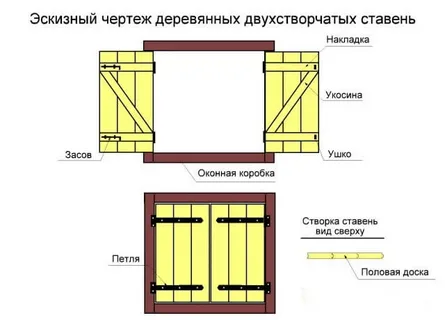 Эскизный чертеж деревянных двухстворчатых ставень
Накладка
Укосина
Засов
Ушко
Оконная коробка
Створка ставень
вид сверху
Петля
Половая доска